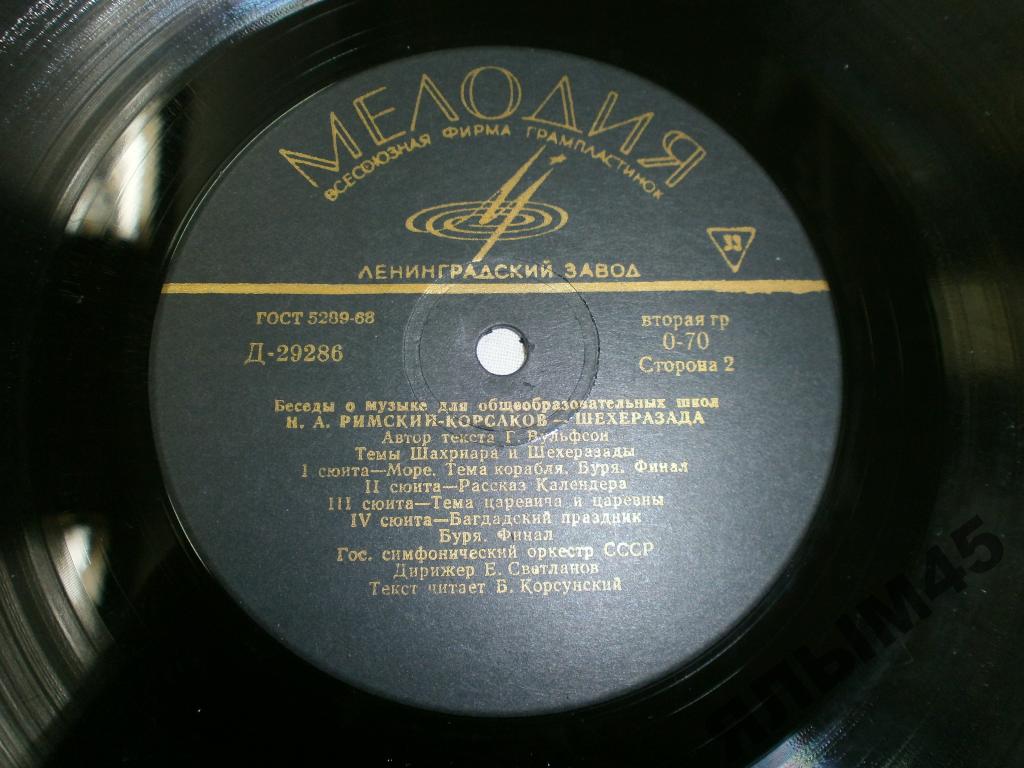 МЕЛОДИЯ
ВСЕСОЮЗНАЯ ФИРМА ГРАМПЛАСТИНОК
ЛЕНИНГРАДСКИЙ ЗАВОД
33
ГОСТ 5289-68
Д-29286
вторая гр
0-70
Сторона 2
Беседы о музыке для общеобразовательных школ
Н. А. РИМСКИЙ-КОРСАКОВ — ШЕХЕРАЗАДА
Автор текста Г. Вульфсон
Темы Шахриара и Шехеразады
I сюита—Море. Тема корабля. Буря. Финал
II сюита—Рассказ Календера
III сюита—Тема царевича и царевны
IV сюита—Багдадский праздник
Буря. Финал
Гос. симфонический оркестр СССР
Дирижер Е. Светланов
Текст читает Б. Корсунский
ЯЛЫМ45